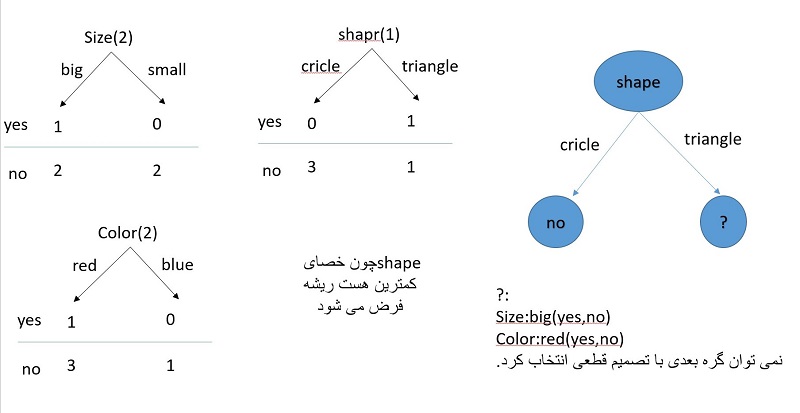 Size(2)
big small
yes 1 0
no 2 2
shapr(1)
cricle triangle
yes 0 1
no 3 1
Color(2)
red blue
yes 1 0
no 3 1
چون خصایshape
کمترین هست ریشه
فرض می شود
shape
cricle triangle
no ?
?:
Size:big(yes,no)
Color:red(yes,no)
نمی توان گره بعدی با تصمیم قطعی انتخاب کرد.